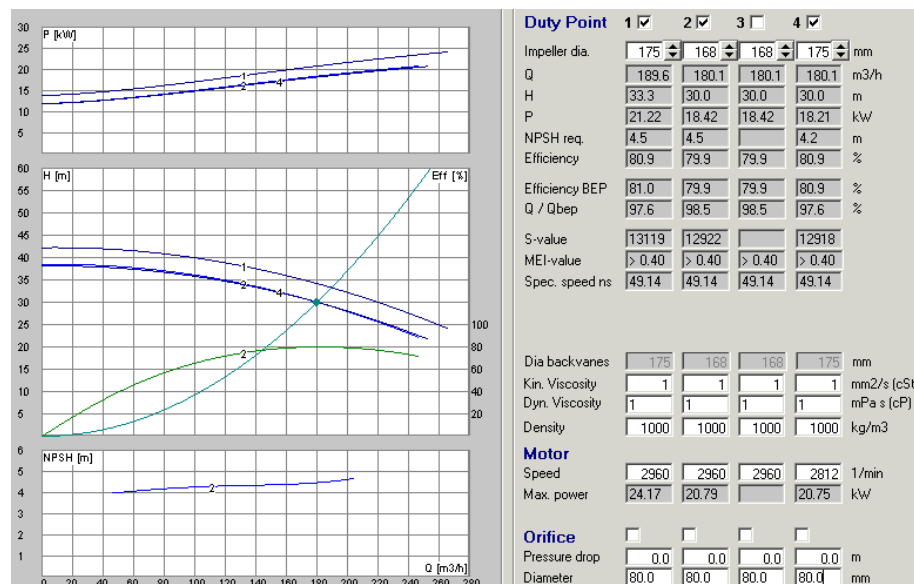 P [kW]
30
25
20
15
10
5
1
2
4
H [m]
Eff [%]
60
55
50
45
40
35
30
25
20
15
10
5
100
80
60
40
20
1
2
4
2
NPSH [m]
6
5
4
3
2
1
2
Q [m3/h]
0 20 40 60 80 100 120 140 160 180 200 220 240 260 280
Duty Point 1 2 3 4
Impeller dia. 175 168 168 175 mm
Q 189.6 180.1 180.1 180.1 m3/h
H 33.3 30.0 30.0 30.0 m
P 21.22 18.42 18.42 18.21 kW
NPSH req. 4.5 4.5 4.2 m
Efficiency 80.9 79.9 79.9 80.9 %
Efficiency BEP 81.0 79.9 79.9 80.9 %
Q / Qbep 97.6 98.5 98.5 97.6 %
S-value 13119 12922 12918
MEI-value > 0.40 > 0.40 > 0.40 > 0.40
Spec. speed ns 49.14 49.14 49.14 49.14
Dia backvanes 175 168 168 175 mm
Kin. Viscosity 1 1 1 1 mm2/s (cSt
Dyn. Viscosity 1 1 1 1 mPa s (cP)
Density 1000 1000 1000 1000 kg/m3
Motor
Speed 2960 2960 2960 2812 1/min
Max. power 24.17 20.79 20.75 kW
Orifice
Pressure drop 0.0 0.0 0.0 0.0 m
Diameter 80.0 80.0 80.0 80.0 mm